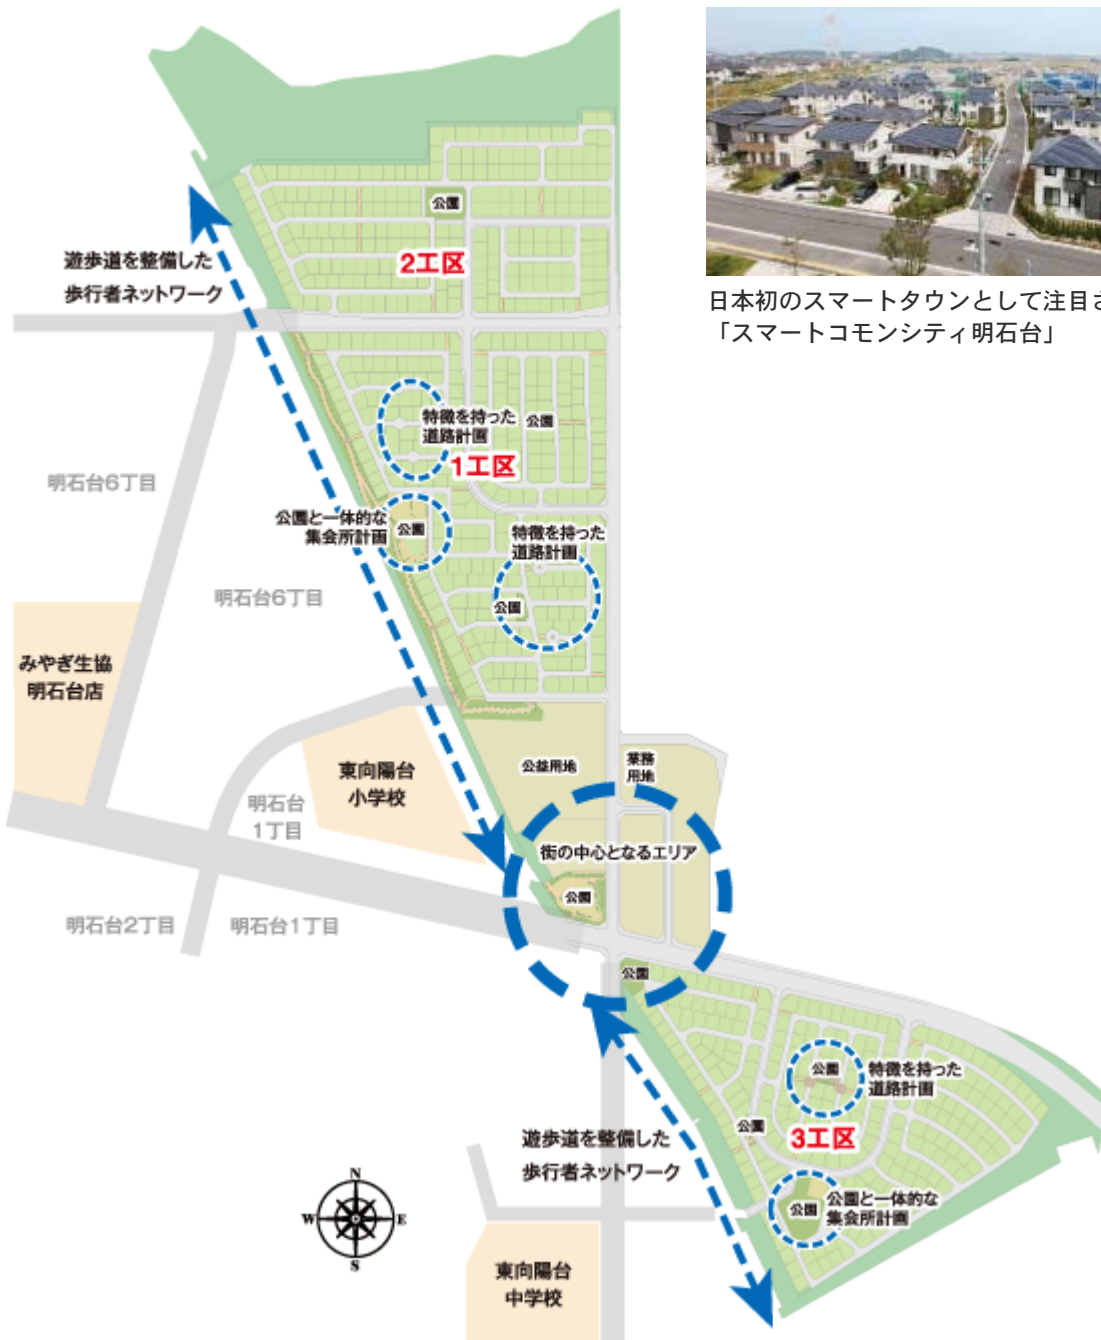 日本初のスマートタウンとして注目さ
「スマートコモンシティ明石台」
公園
2工区
遊歩道を整備した
歩行者ネットワーク
特徴を持った
道路計画
公園
1工区
明石台6丁目
公園と一体的な
集会所計画
公園
特徴を持った
道路計画
明石台6丁目
公園
みやぎ生協
明石台店
東向陽台
小学校
公益用地
業務
用地
明石台
1丁目
街の中心となるエリア
公園
明石台2丁目
明石台1丁目
公園
公園
特徴を持った
道路計画
公園
3工区
遊歩道を整備した
歩行者ネットワーク
公園
公園と一体的な
集会所計画
N
W
E
S
東向陽台
中学校